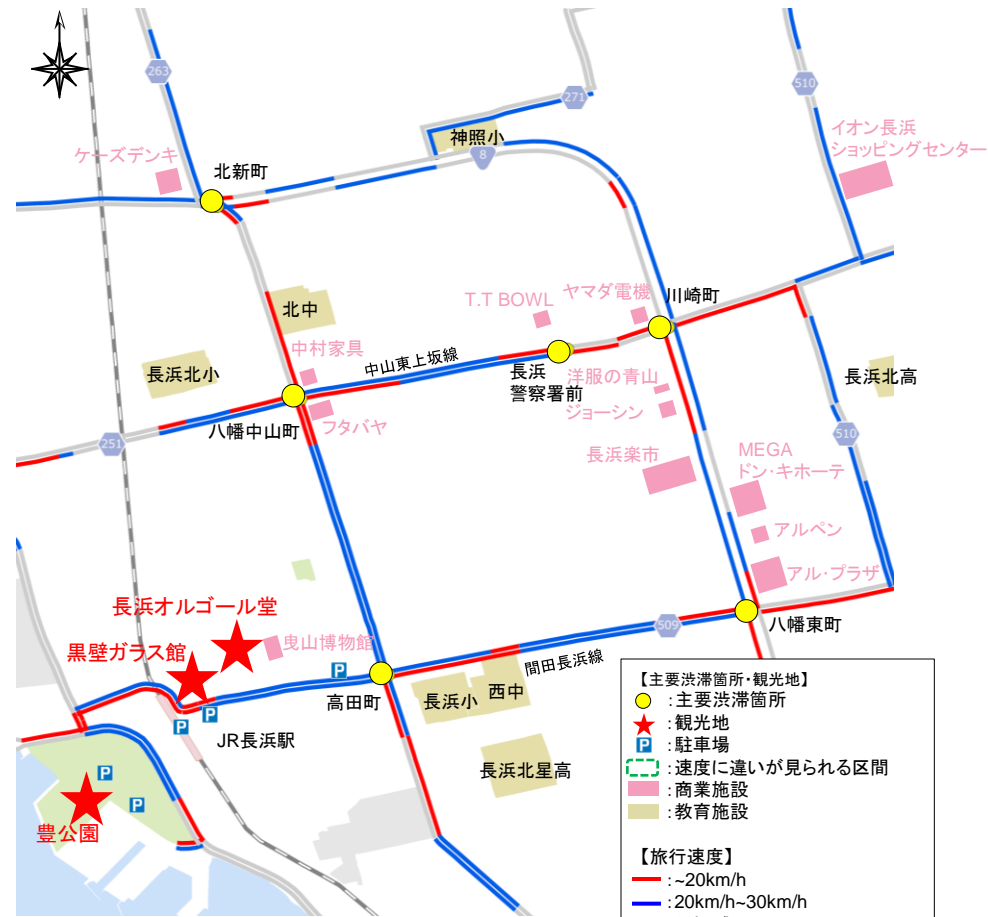 263
271
510
神照小
8
イオン長浜
ショッピングセンター
ケーズデンキ
北新町
北中
T.T BOWL
ヤマダ電機
川崎町
中村家具
中山東上坂線
長浜
警察署前
洋服の青山
ジョーシン
長浜北小
長浜北高
八幡中山町
フタバヤ
251
510
長浜楽市
MEGA
ドン・キホーテ
アルペン
アル・プラザ
長浜オルゴール堂
黒壁ガラス館
曳山博物館
509
八幡東町
間田長浜線
P
高田町
長浜小
西中
P
P
JR長浜駅
長浜北星高
P
P
豊公園
【主要渋滞箇所・観光地】
:主要渋滞箇所
:観光地
P:駐車場
:速度に違いが見られる区間
:商業施設
:教育施設
【旅行速度】
:~20km/h
:20km/h~30km/h